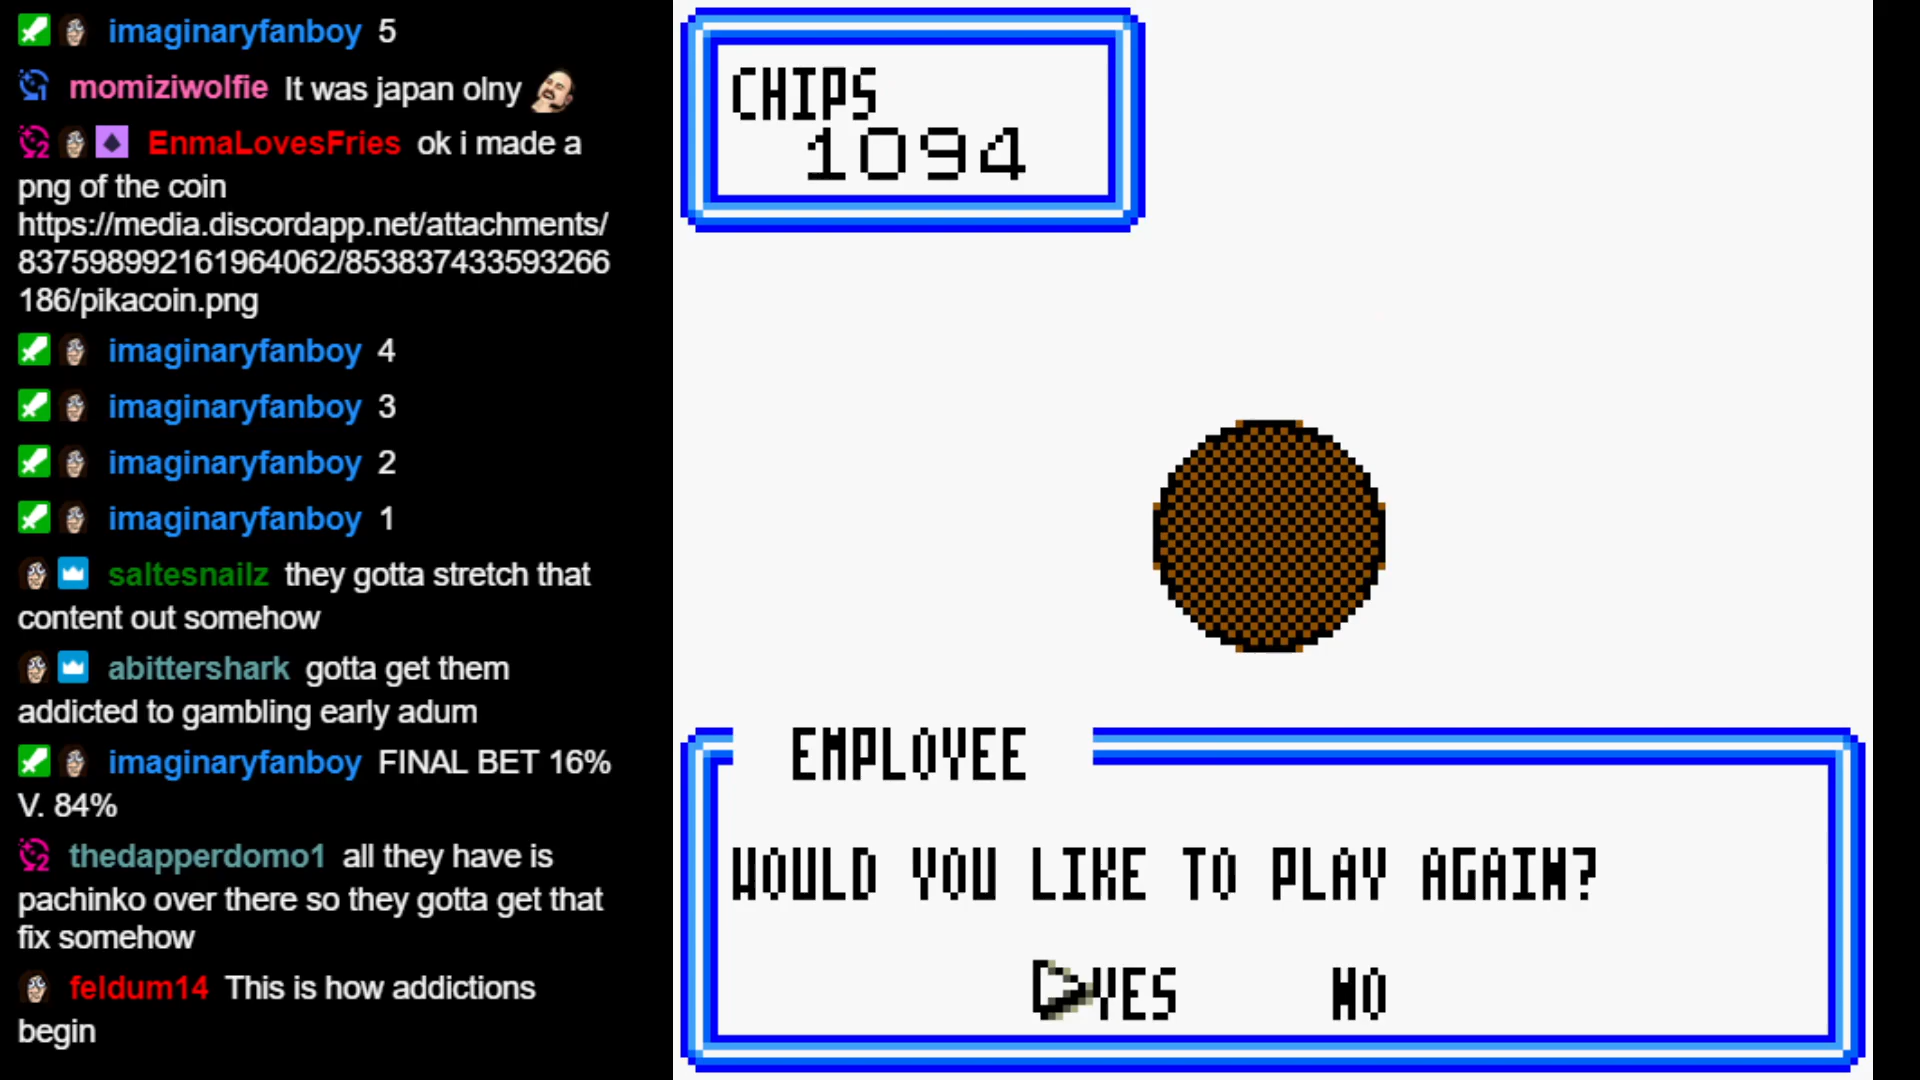 imaginaryfanboy 5
momiziwolfie It was japan olny
EnmaLovesFries ok i made a
png of the coin
https://media.discordapp.net/attachments/
837598992161964062/853837433593266
186/pikacoin.png
imaginaryfanboy 4
imaginaryfanboy 3
imaginaryfanboy 2
imaginaryfanboy 1
saltesnailz they gotta stretch that
content out somehow
abittershark gotta get them
addicted to gambling early adum
imaginaryfanboy FINAL BET 16%
V. 84%
thedapperdomo1 all they have is
pachinko over there so they gotta get that
fix somehow
feldum14 This is how addictions
begin
CHIPS
1094
EMPLOYEE
WOULD YOU LIKE TO PLAY AGAIN?
YES NO